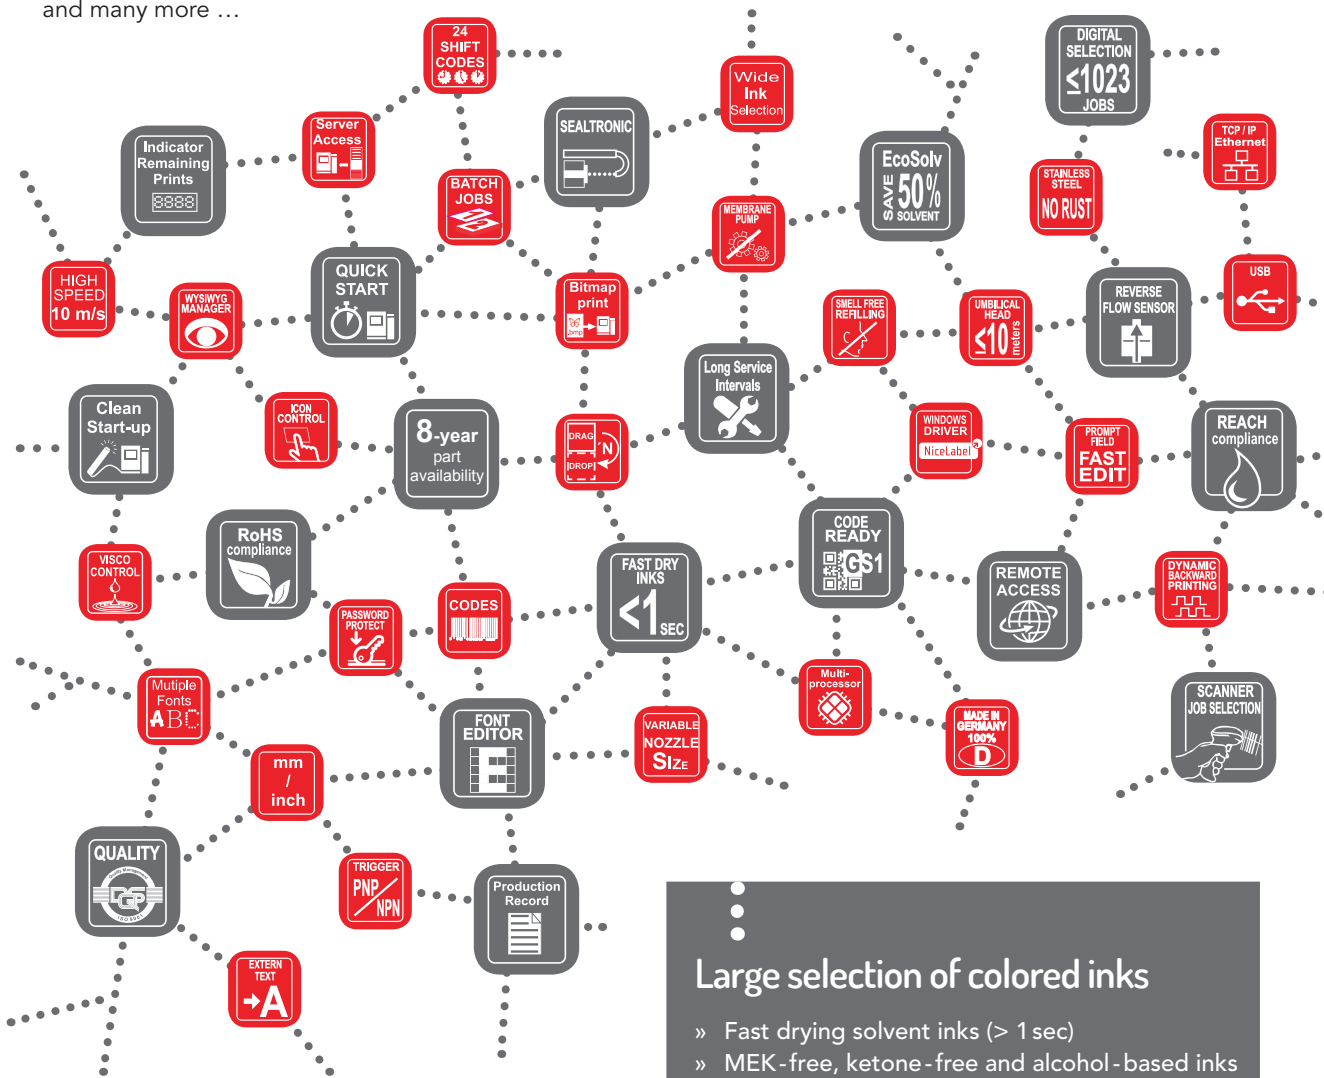 and many more …
24
SHIFT
CODES
DIGITAL
SELECTION
≤1023
JOBS
Wide
Ink
Selection
SEALTRONIC
Server
Access
Indicator
Remaining
Prints
8888
EcoSolv
SAVE
50%
SOLVENT
TCP / IP
Ethernet
BATCH
JOBS
STAINLESS
STEEL
NO RUST
MEMBRANE
PUMP
HIGH
SPEED
10 m/s
WYSIWYG
MANAGER
QUICK
START
Bitmap
print
.bmp
SMELL FREE
REFILLING
UMBILICAL
HEAD
≤10
meters
REVERSE
FLOW SENSOR
USB
Long Service
Intervals
Clean
Start-up
ICON
CONTROL
8-year
part
availability
DRAG
'N
DROP
WINDOWS
DRIVER
NiceLabel
PROMPT
FIELD
FAST
EDIT
REACH
compliance
RoHS
compliance
CODE
READY
GS1
VISCO
CONTROL
FAST DRY
INKS
<1
SEC
REMOTE
ACCESS
DYNAMIC
BACKWARD
PRINTING
PASSWORD
PROTECT
CODES
Mutiple
Fonts
ABC
Multi-
processor
SCANNER
JOB SELECTION
FONT
EDITOR
E
VARIABLE
NOZZLE
SIZE
MADE IN
GERMANY
100%
D
mm
/
inch
QUALITY
Quality Management
DQS
ISO 9001
TRIGGER
PNP
NPN
Production
Record
EXTERN
TEXT
→A
Large selection of colored inks
» Fast drying solvent inks (> 1 sec)
» MEK-free, ketone-free and alcohol-based inks